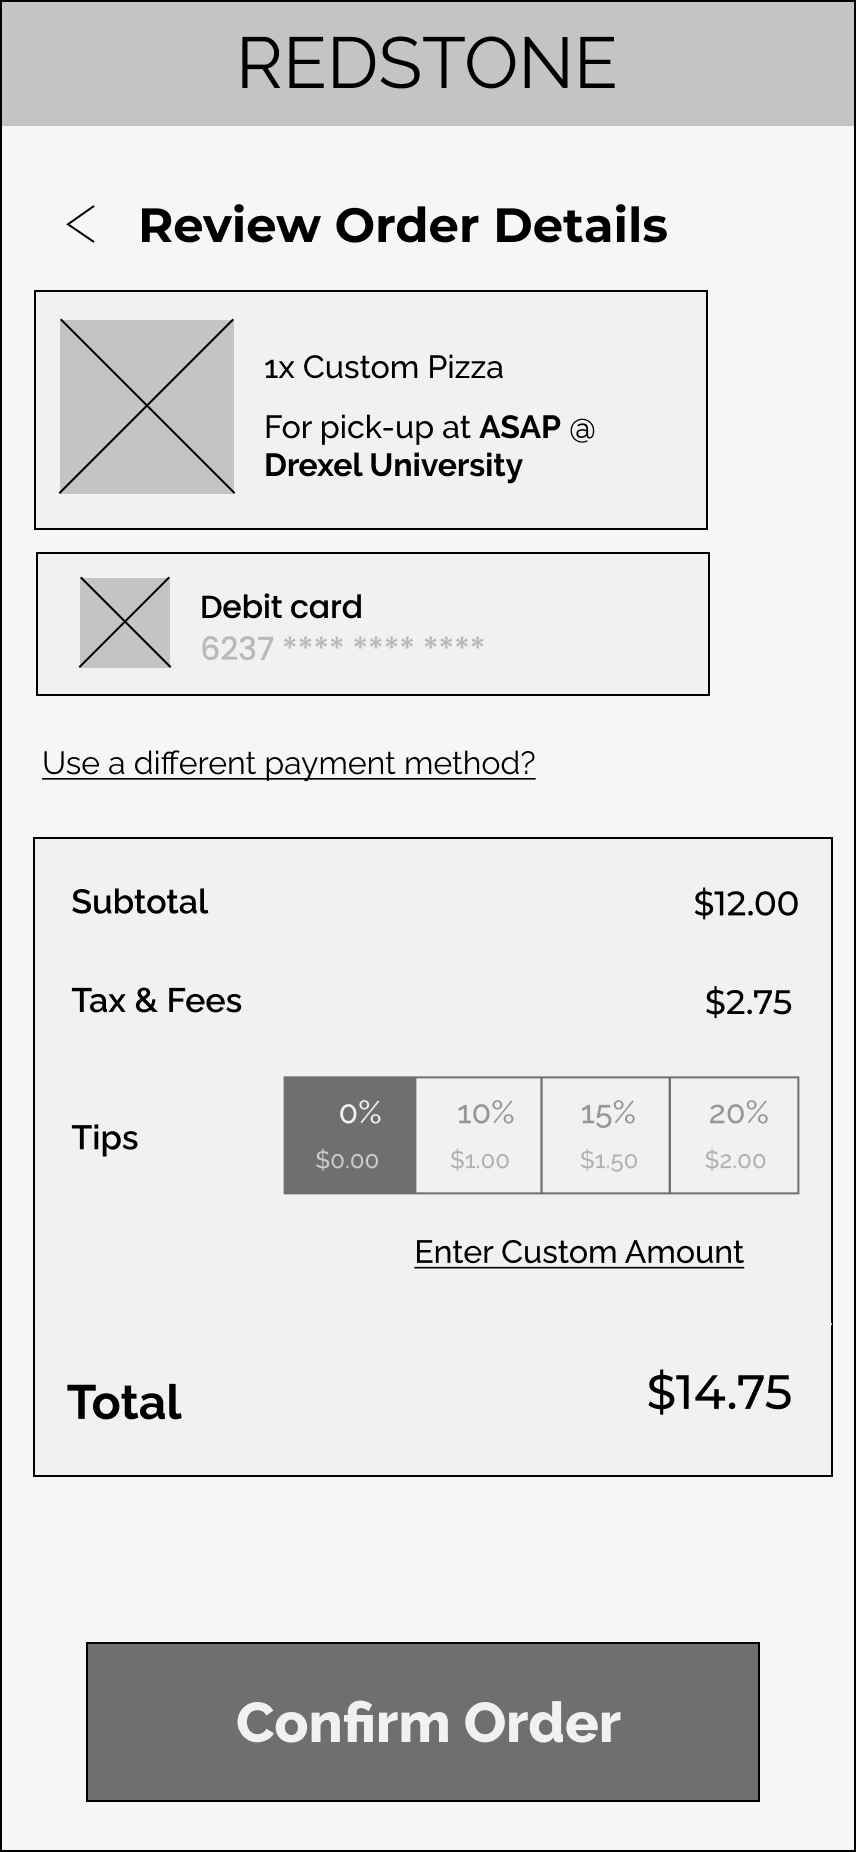 REDSTONE
Review Order Details
1x Custom Pizza
For pick-up at ASAP @
Drexel University
Debit card
6237 **** **** ****
Use a different payment method?
Subtotal $12.00
Tax & Fees $2.75
0% 10% 15% 20%
Tips
$0.00 $1.00 $1.50 $2.00
Enter Custom Amount
Total $14.75
Confirm Order